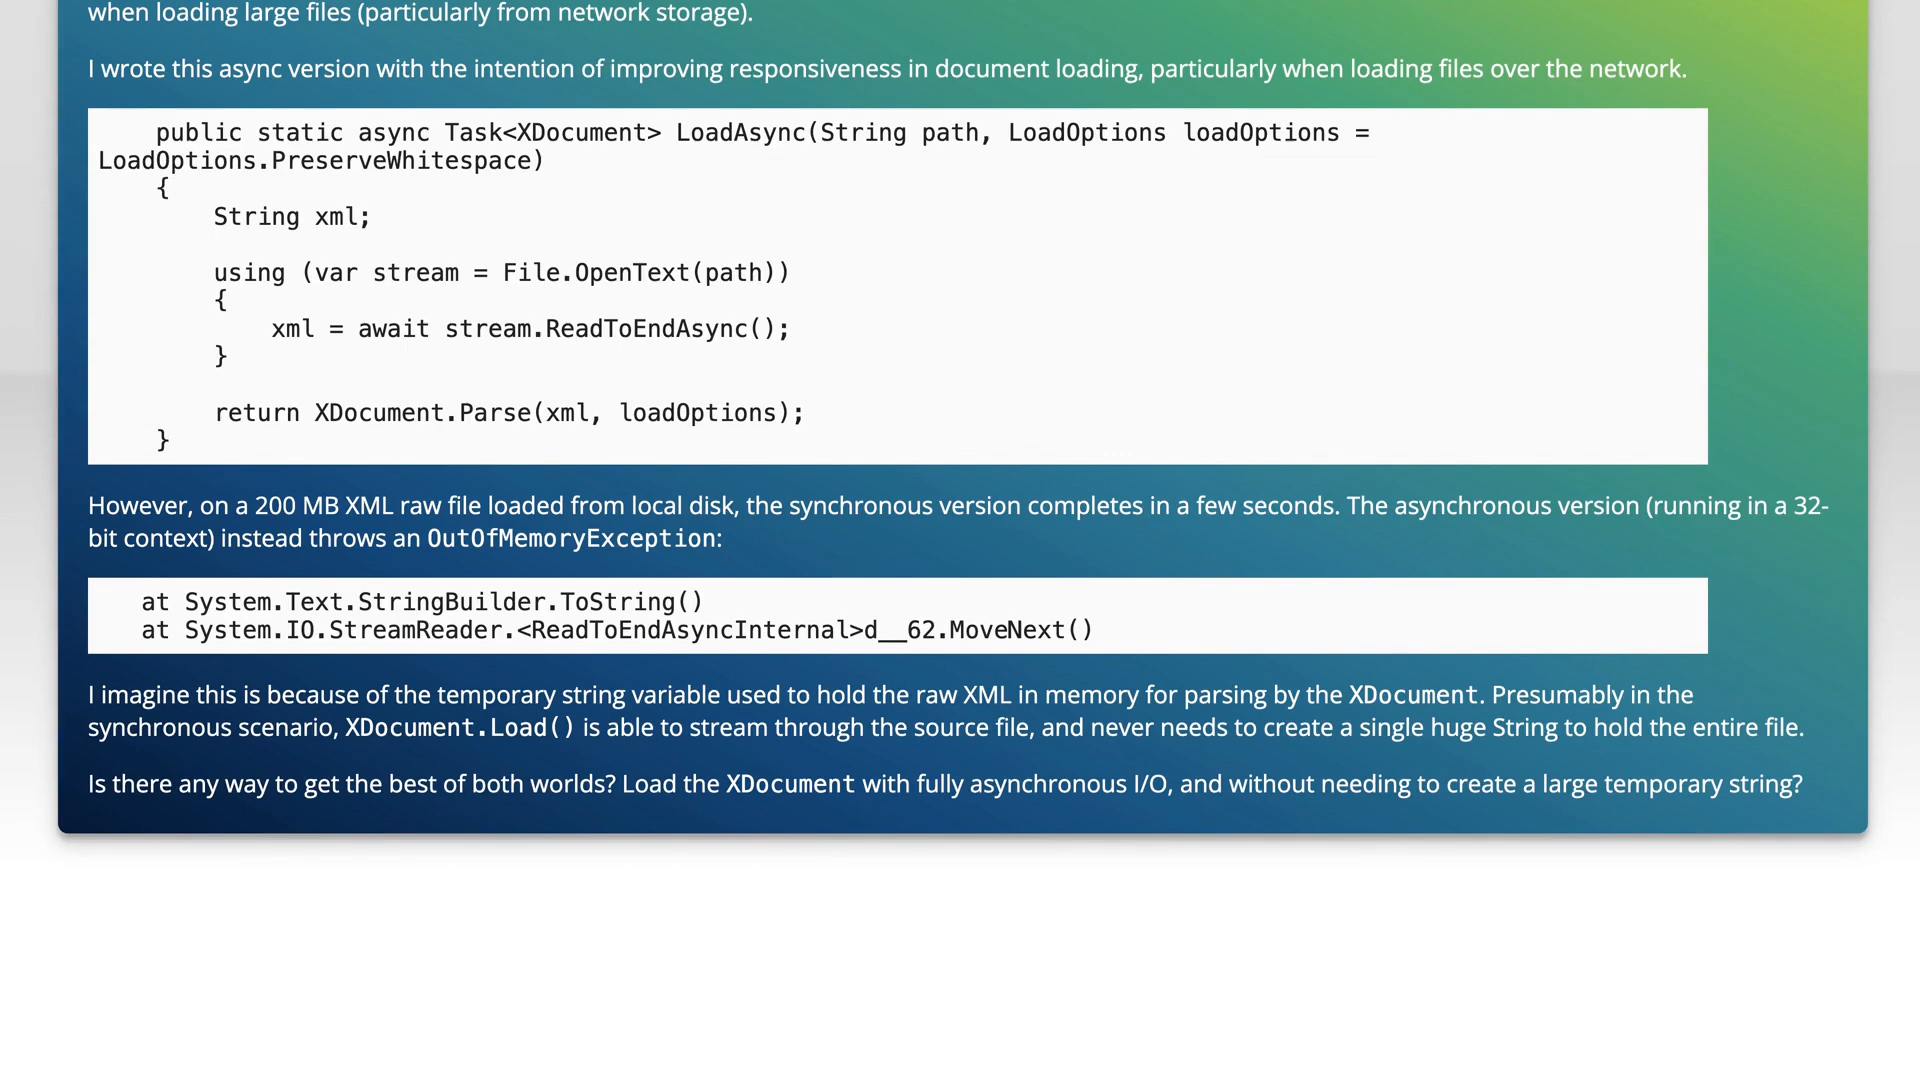 when loading large files (particularly from network storage).
I wrote this async version with the intention of improving responsiveness in document loading, particularly when loading files over the network.
public static async Task<XDocument> LoadAsync(String path, LoadOptions loadOptions =
LoadOptions.PreserveWhitespace)
{
String xml;
using (var stream = File.OpenText(path))
{
xml = await stream.ReadToEndAsync();
}
return XDocument.Parse(xml, loadOptions);
}
However, on a 200 MB XML raw file loaded from local disk, the synchronous version completes in a few seconds. The asynchronous version (running in a 32-
bit context) instead throws an OutOfMemoryException:
at System.Text.StringBuilder.ToString()
at System.IO.StreamReader.<ReadToEndAsyncInternal>d__62.MoveNext()
I imagine this is because of the temporary string variable used to hold the raw XML in memory for parsing by the XDocument. Presumably in the
synchronous scenario, XDocument.Load() is able to stream through the source file, and never needs to create a single huge String to hold the entire file.
Is there any way to get the best of both worlds? Load the XDocument with fully asynchronous I/O, and without needing to create a large temporary string?